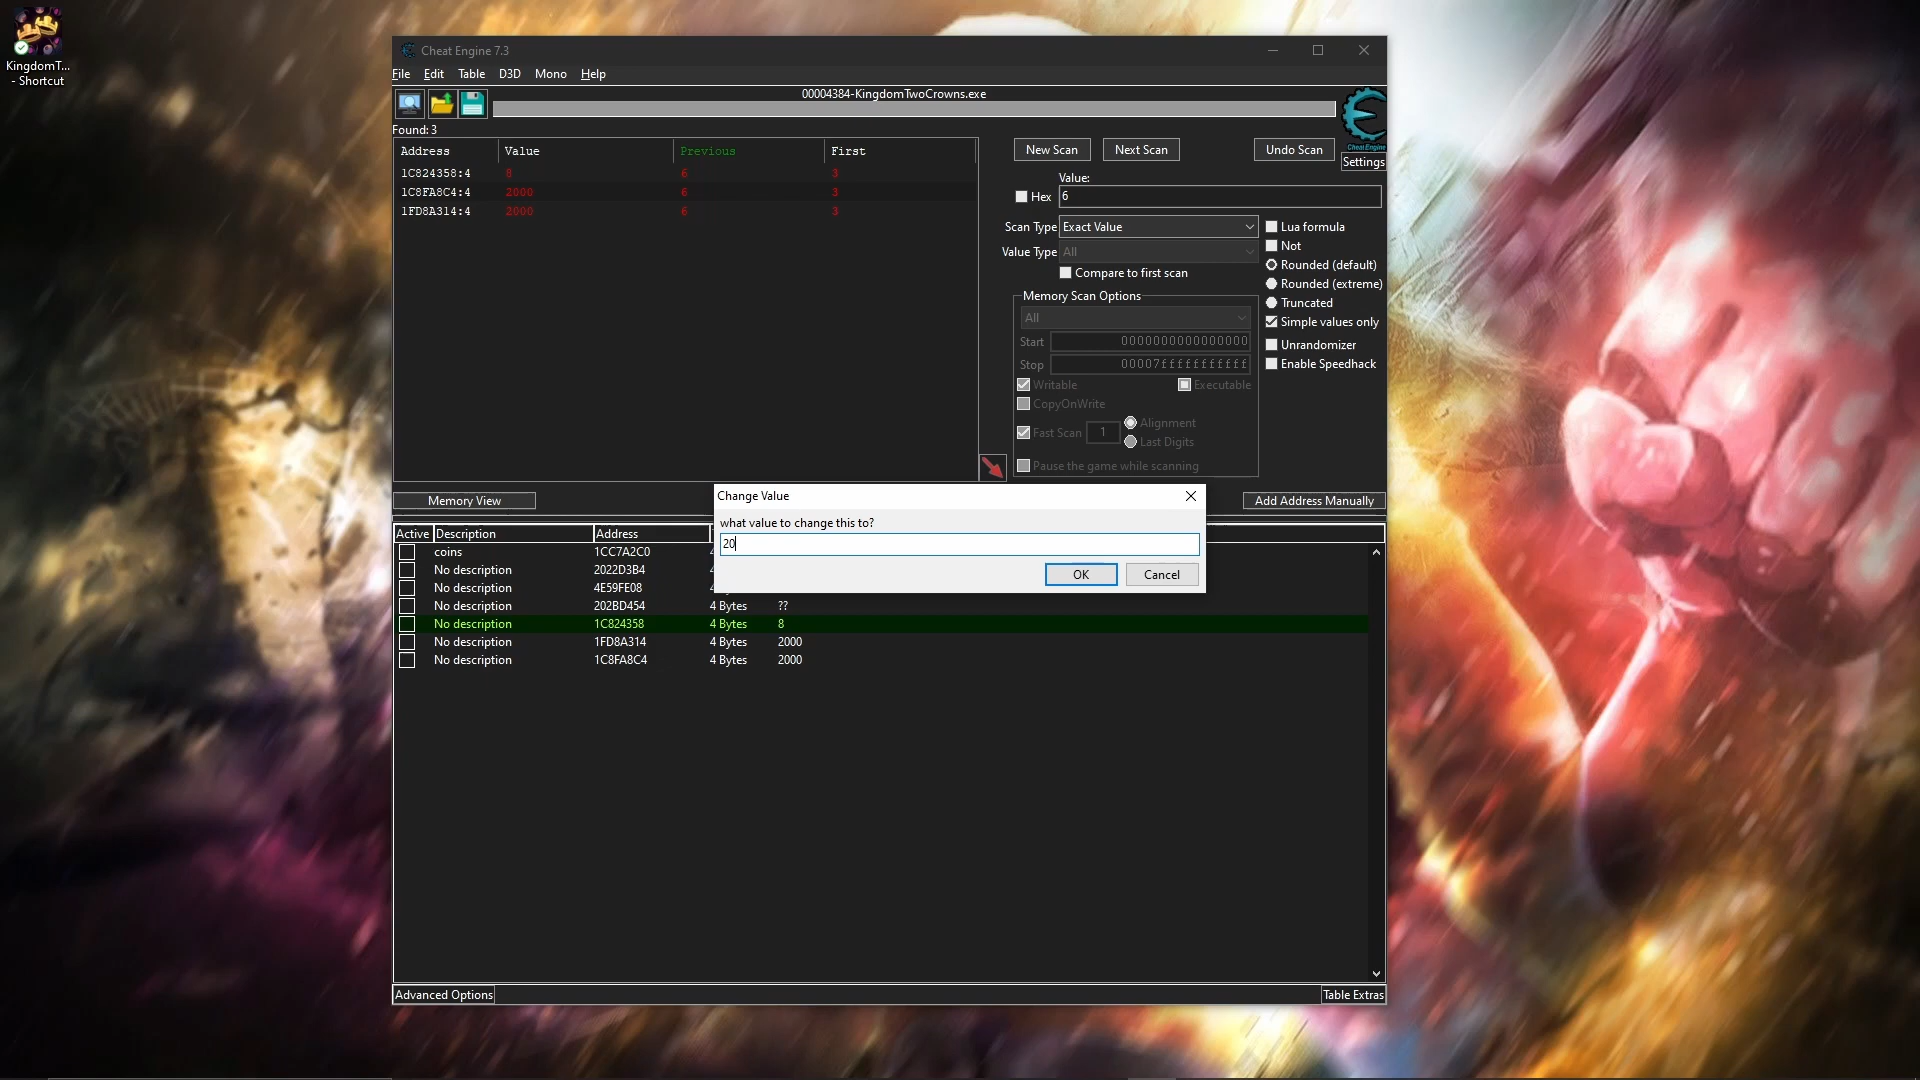 KingdomT...
- Shortcut
Cheat Engine 7.3
File Edit Table D3D Mono Help
00004384-KingdomTwoCrowns.exe
Cheat Engine
Settings
Found: 3
Address Value Previous First
1C824358:4 8 6 3
1C8FA8C4:4 2000 6 3
1FD8A314:4 2000 6 3
New Scan Next Scan Undo Scan
Value:
Hex 6
Scan Type Exact Value
Value Type All
Compare to first scan
Lua formula
Not
Rounded (default)
Rounded (extreme)
Truncated
Simple values only
Unrandomizer
Enable Speedhack
Memory Scan Options
All
Start 0000000000000000
Stop 00007fffffffffff
Writable Executable
CopyOnWrite
Fast Scan 1 Alignment
Last Digits
Pause the game while scanning
Memory View
Add Address Manually
Change Value
what value to change this to?
20
OK Cancel
Active Description Address
coins 1CC7A2C0
No description 2022D3B4
No description 4E59FE08
No description 202BD454 4 Bytes ??
No description 1C824358 4 Bytes 8
No description 1FD8A314 4 Bytes 2000
No description 1C8FA8C4 4 Bytes 2000
Advanced Options
Table Extras